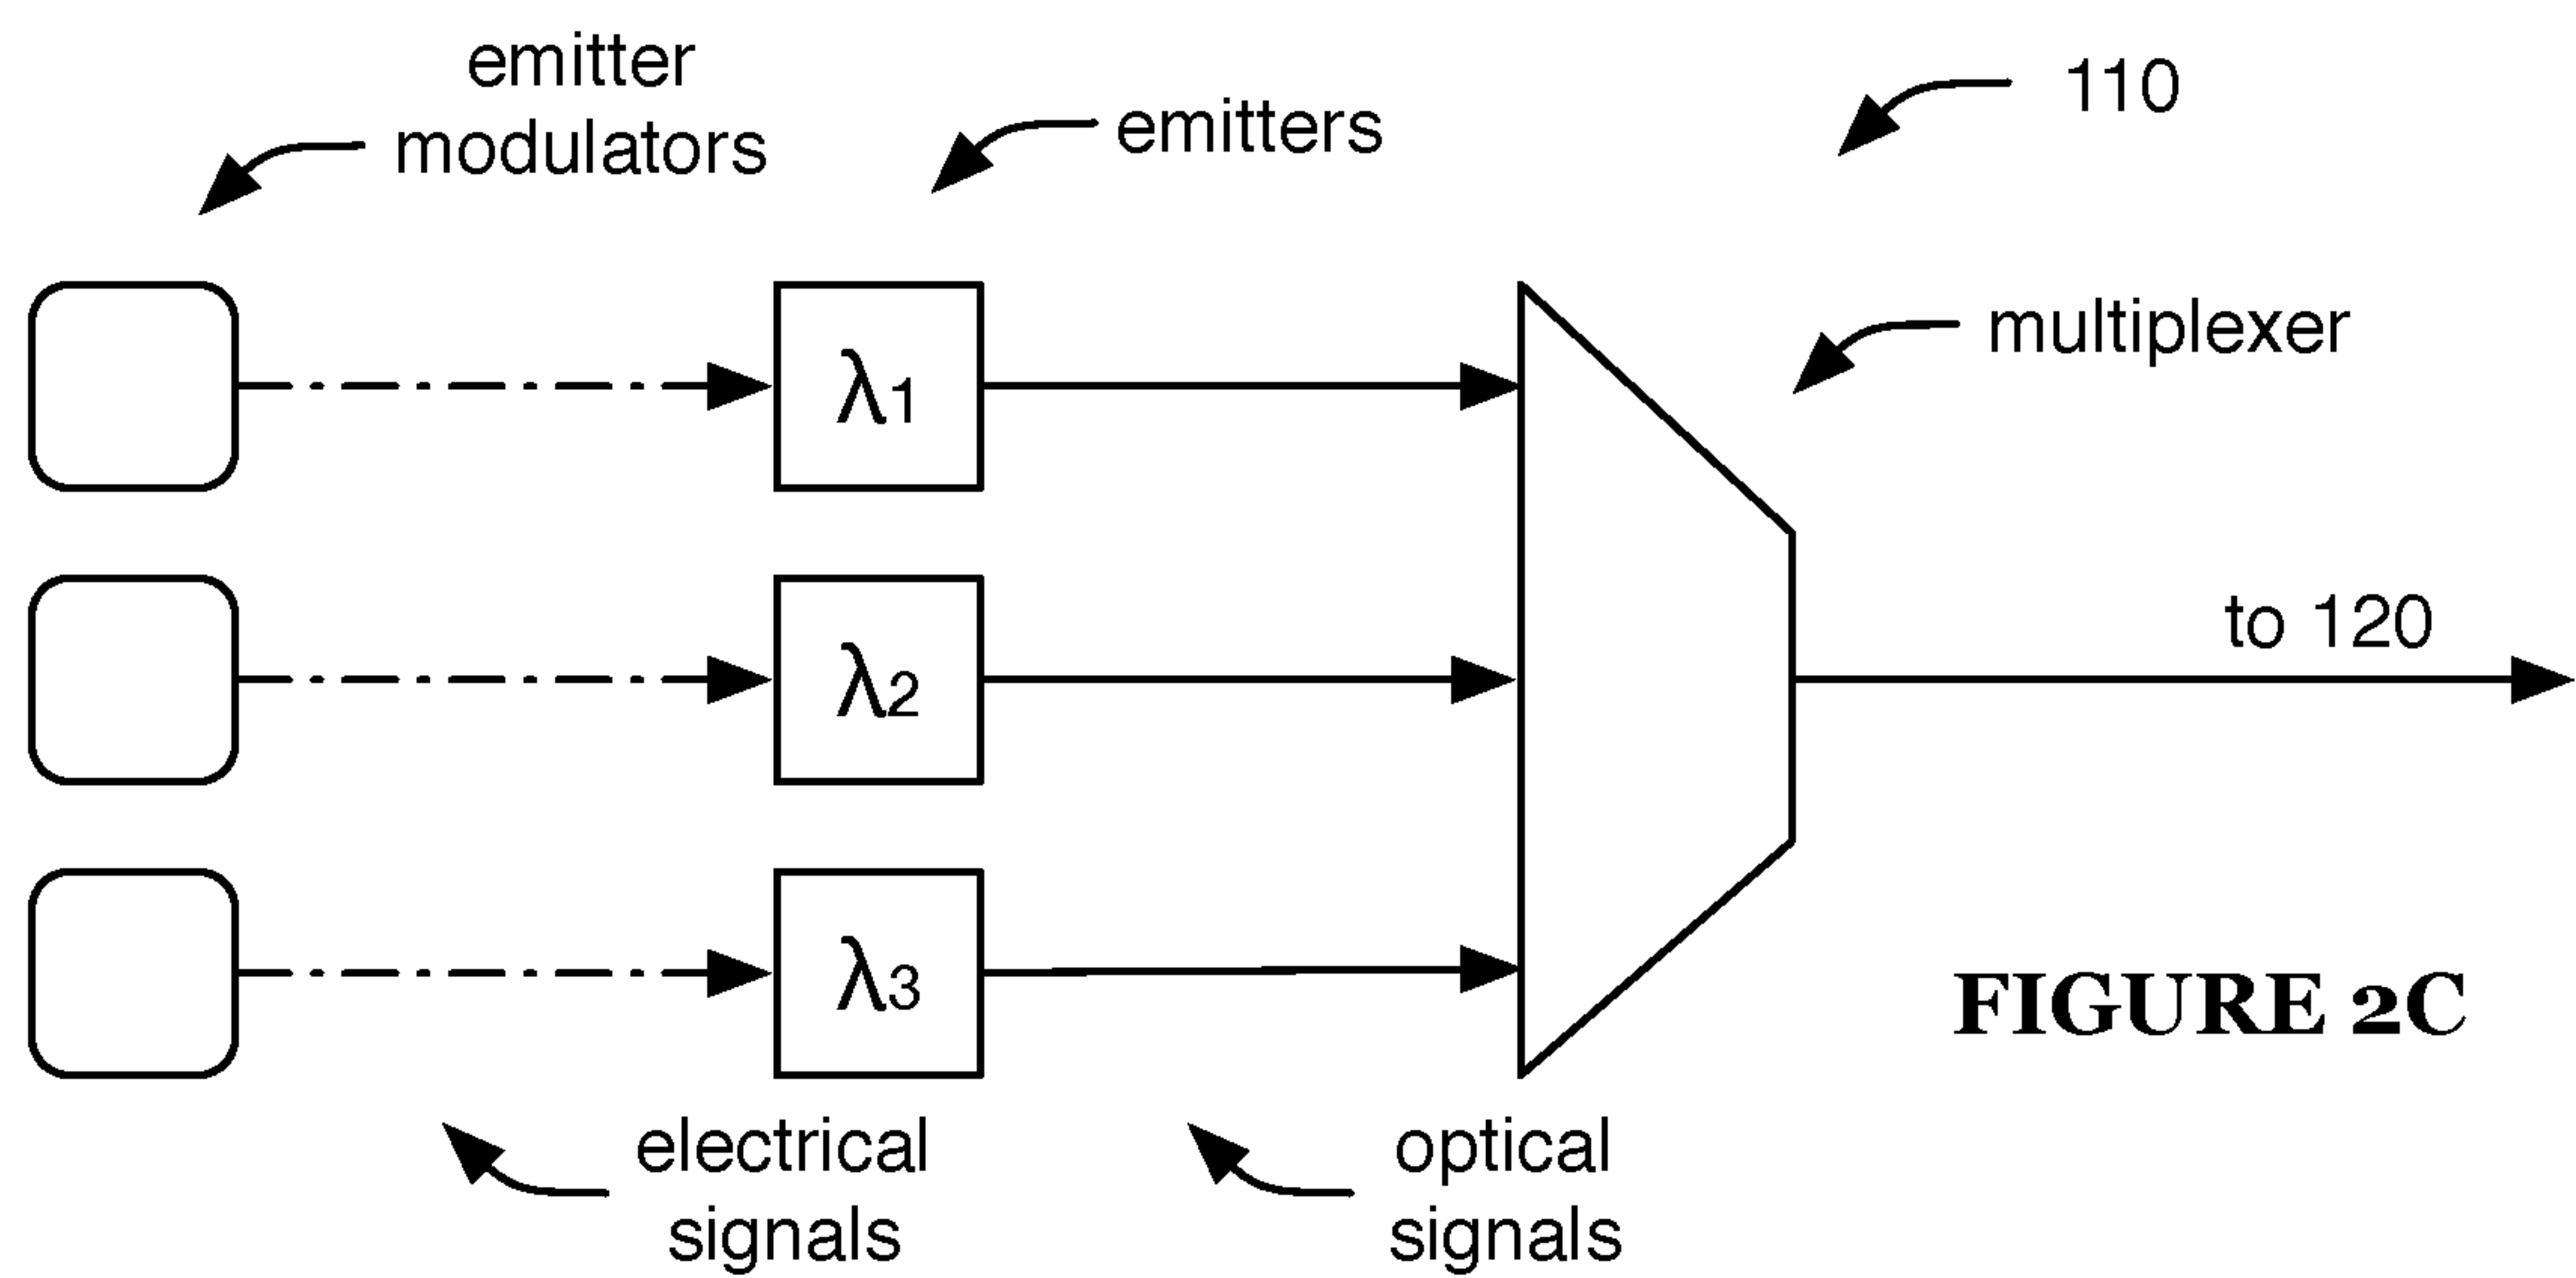 emitter
modulators
emitters
110
multiplexer
λ1
λ2
to 120
λ3
FIGURE 2C
electrical
signals
optical
signals